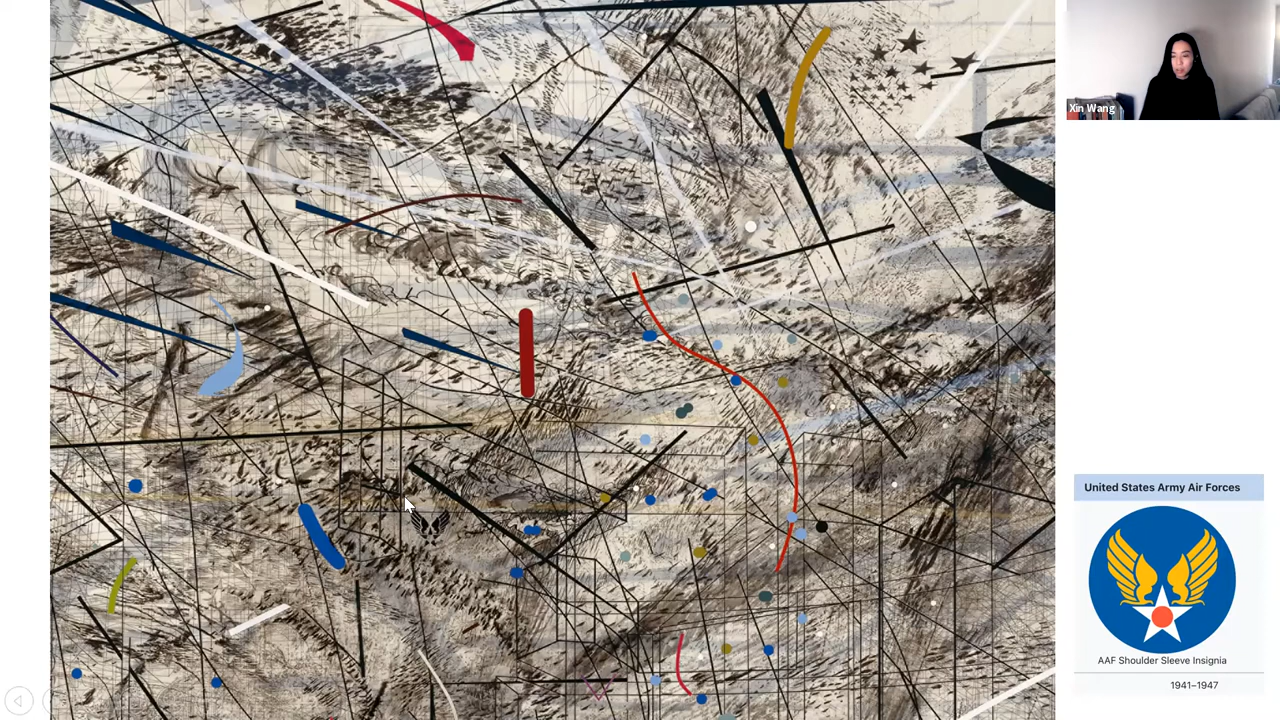 Xin Wang
United States Army Air Forces
AAF Shoulder Sleeve Insignia
1941–1947